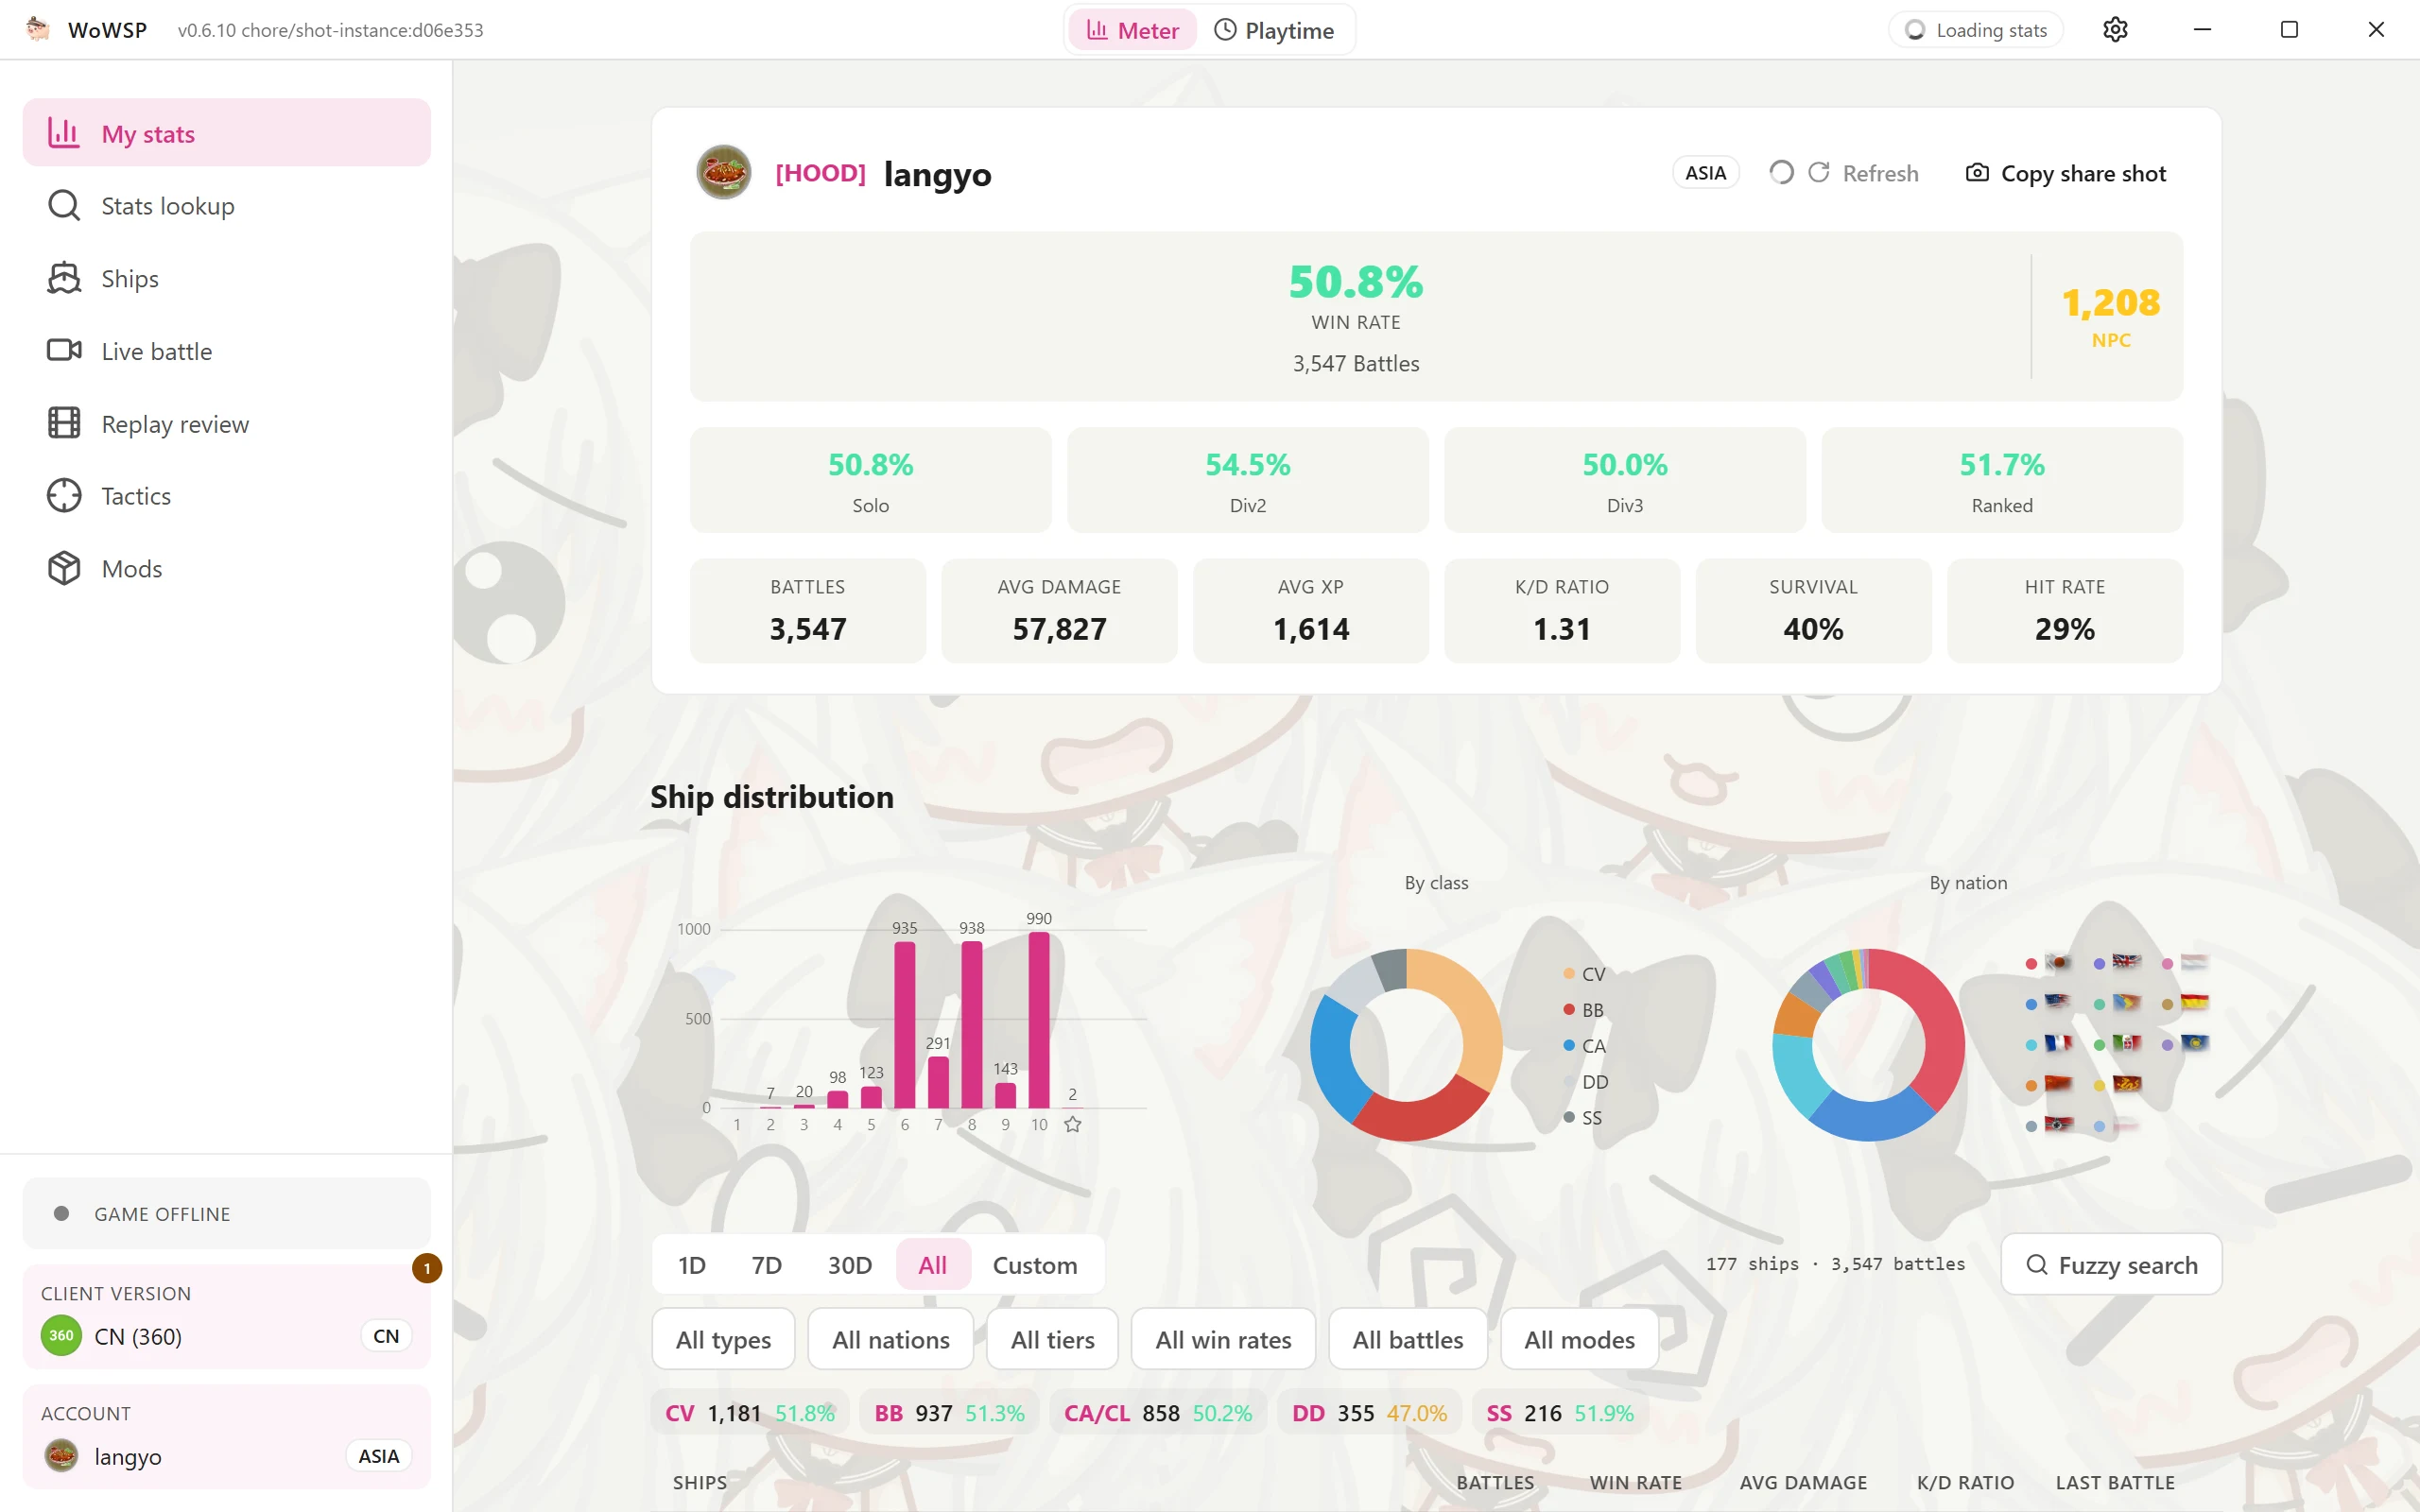 WoWSP v0.6.10 chore/shot-instance:d06e353 Meter Playtime Loading stats
My stats
Stats lookup
Ships
Live battle
Replay review
Tactics
Mods
GAME OFFLINE
1
CLIENT VERSION
360 CN (360) CN
ACCOUNT
langyo ASIA
[HOOD] langyo ASIA Refresh Copy share shot
50.8%
WIN RATE
3,547 Battles
1,208
NPC
50.8%
Solo
54.5%
Div2
50.0%
Div3
51.7%
Ranked
BATTLES
3,547
AVG DAMAGE
57,827
AVG XP
1,614
K/D RATIO
1.31
SURVIVAL
40%
HIT RATE
29%
Ship distribution
1000
500
0
7 20 98 123 935 291 938 143 990 2
1 2 3 4 5 6 7 8 9 10
By class
CV
BB
CA
DD
SS
By nation
1D 7D 30D All Custom
177 ships · 3,547 battles
Fuzzy search
All types All nations All tiers All win rates All battles All modes
CV 1,181 51.8% BB 937 51.3% CA/CL 858 50.2% DD 355 47.0% SS 216 51.9%
SHIPS BATTLES WIN RATE AVG DAMAGE K/D RATIO LAST BATTLE